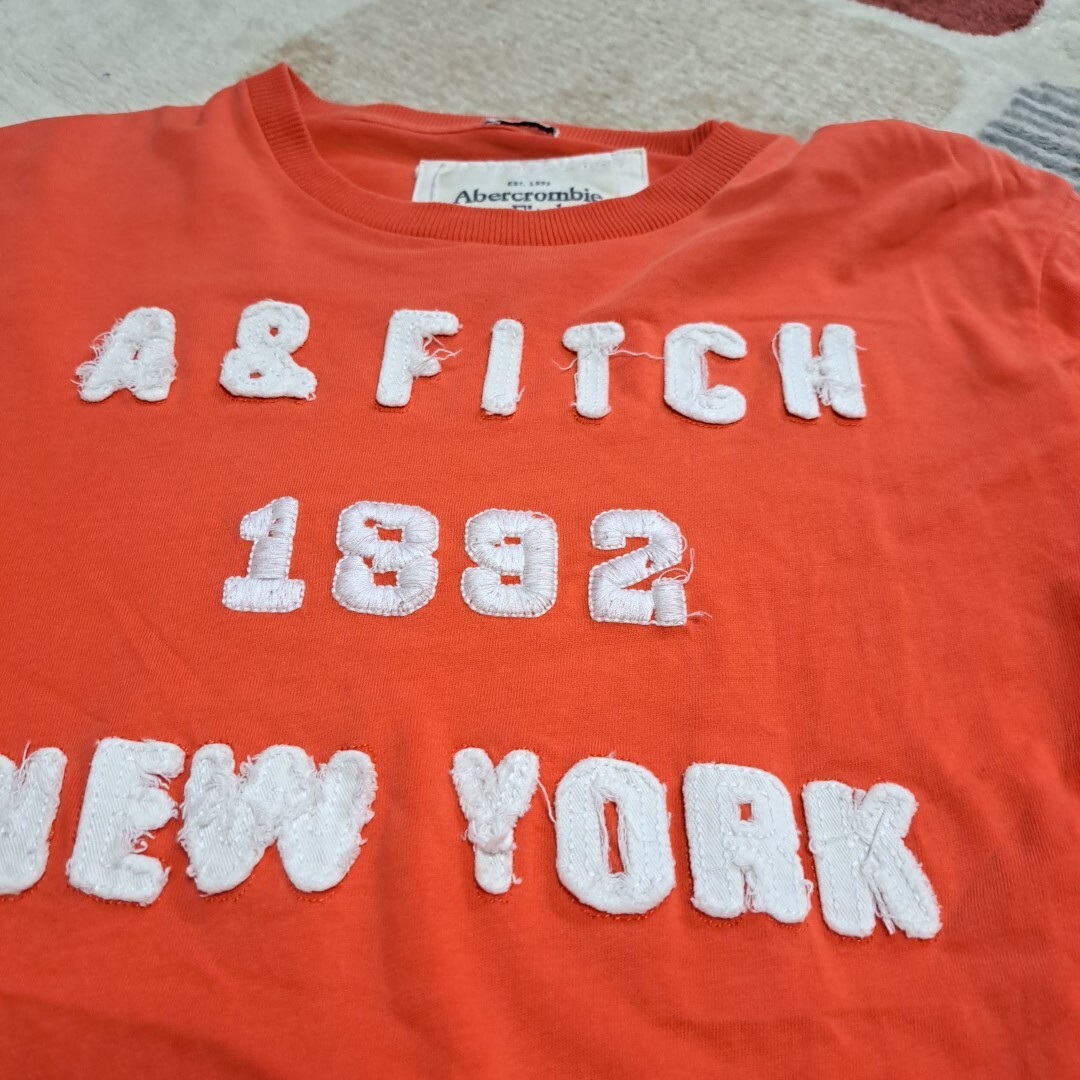 EST. 1892
Abercrombie
A & FITCH
1892
NEW YORK